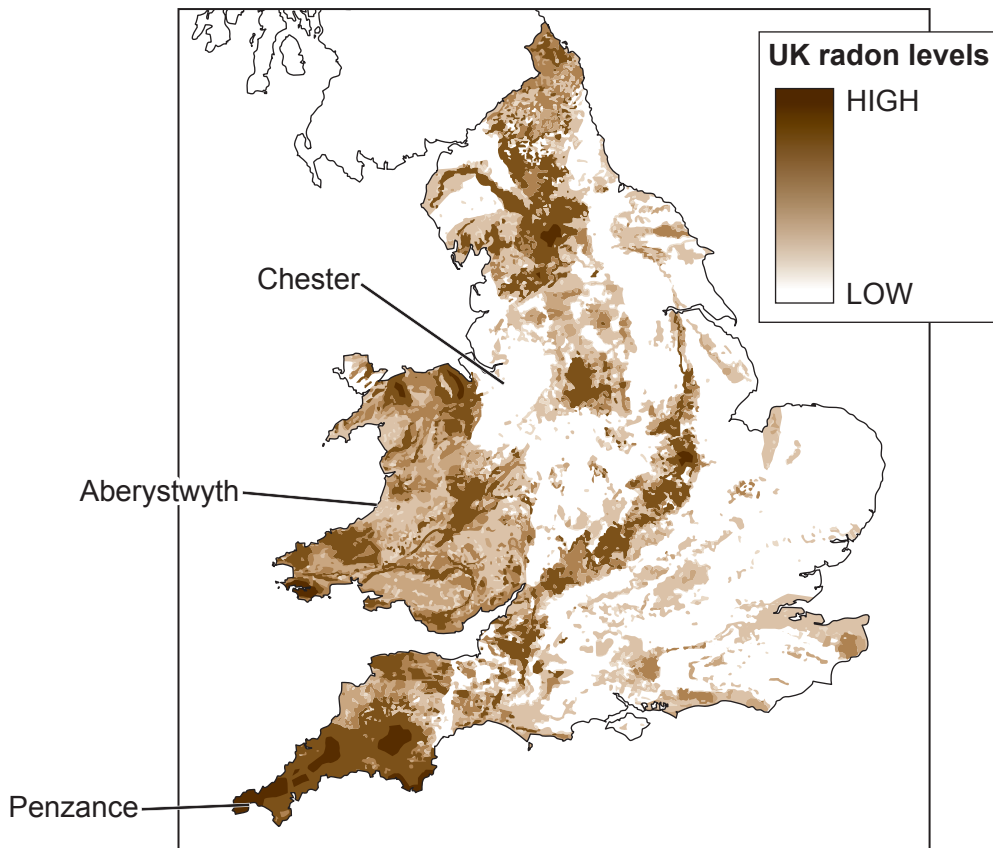 UK radon levels
HIGH
LOW
Chester
Aberystwyth
Penzance